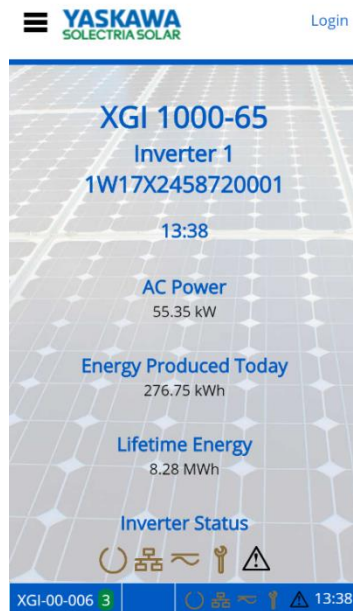 YASKAWA
SOLECTRIA SOLAR
Login
XGI 1000-65
Inverter 1
1W17X2458720001
13:38
AC Power
55.35 kW
Energy Produced Today
276.75 kWh
Lifetime Energy
8.28 MWh
Inverter Status
XGI-00-006 3 13:38